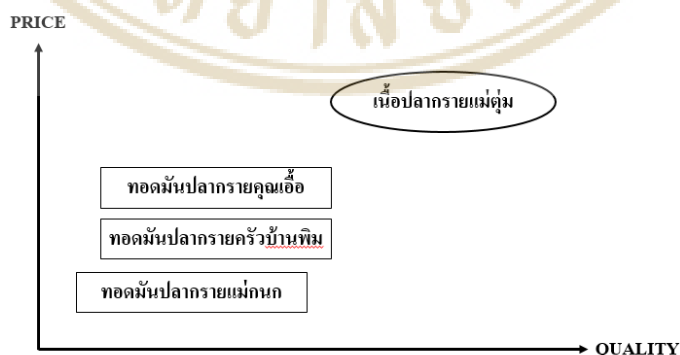 PRICE
เนื้อปลากรายแม่ตุ่ม
ทอดมันปลากรายคุณเอื้อ
ทอดมันปลากรายครัวบ้านพิม
ทอดมันปลากรายแม่กนก
QUALITY